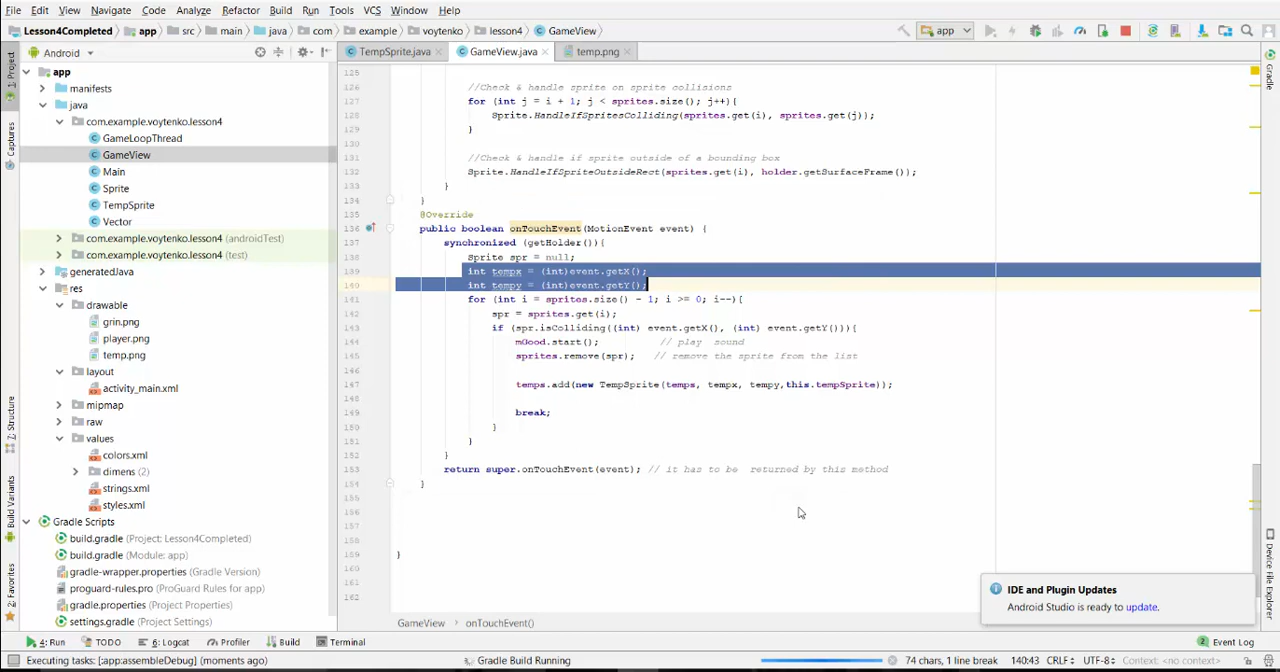 File Edit View Navigate Code Analyze Refactor Build Run Tools VCS Window Help
Lesson4Completed app src main java com example voytenko lesson4 GameView app
1: Project Android TempSprite.java GameView.java temp.png Gradle
app
manifests
java
com.example.voytenko.lesson4
GameLoopThread
GameView
Main
Sprite
TempSprite
Vector
com.example.voytenko.lesson4 (androidTest)
com.example.voytenko.lesson4 (test)
generatedJava
res
drawable
grin.png
player.png
temp.png
layout
activity_main.xml
mipmap
raw
values
colors.xml
dimens (2)
strings.xml
styles.xml
Gradle Scripts
build.gradle (Project: Lesson4Completed)
build.gradle (Module: app)
gradle-wrapper.properties (Gradle Version)
proguard-rules.pro (ProGuard Rules for app)
gradle.properties (Project Properties)
settings.gradle (Project Settings)
Captures
7: Structure
Build Variants
2: Favorites
125
126 //Check & handle sprite on sprite collisions
127 for (int j = i + 1; j < sprites.size(); j++){
128 Sprite.HandleIfSpritesColliding(sprites.get(i), sprites.get(j));
129 }
130
131 //Check & handle if sprite outside of a bounding box
132 Sprite.HandleIfSpriteOutsideRect(sprites.get(i), holder.getSurfaceFrame());
133 }
134 }
135 @Override
136 public boolean onTouchEvent(MotionEvent event) {
137 synchronized (getHolder()){
138 Sprite spr = null;
139 int tempx = (int)event.getX();
140 int tempy = (int)event.getY();
141 for (int i = sprites.size() - 1; i >= 0; i--){
142 spr = sprites.get(i);
143 if (spr.isColliding((int) event.getX(), (int) event.getY())){
144 mGood.start(); // play sound
145 sprites.remove(spr); // remove the sprite from the list
146
147 temps.add(new TempSprite(temps, tempx, tempy,this.tempSprite));
148
149 break;
150 }
151 }
152 }
153 return super.onTouchEvent(event); // it has to be returned by this method
154 }
155
156
157
158
159 }
160
161
162
GameView onTouchEvent()
IDE and Plugin Updates
Android Studio is ready to update.
Device File Explorer
4: Run TODO 6: Logcat Profiler Build Terminal Event Log
Executing tasks: [app:assembleDebug] (moments ago) Gradle Build Running 74 chars, 1 line break 140:43 CRLF UTF-8 Context: <no context>